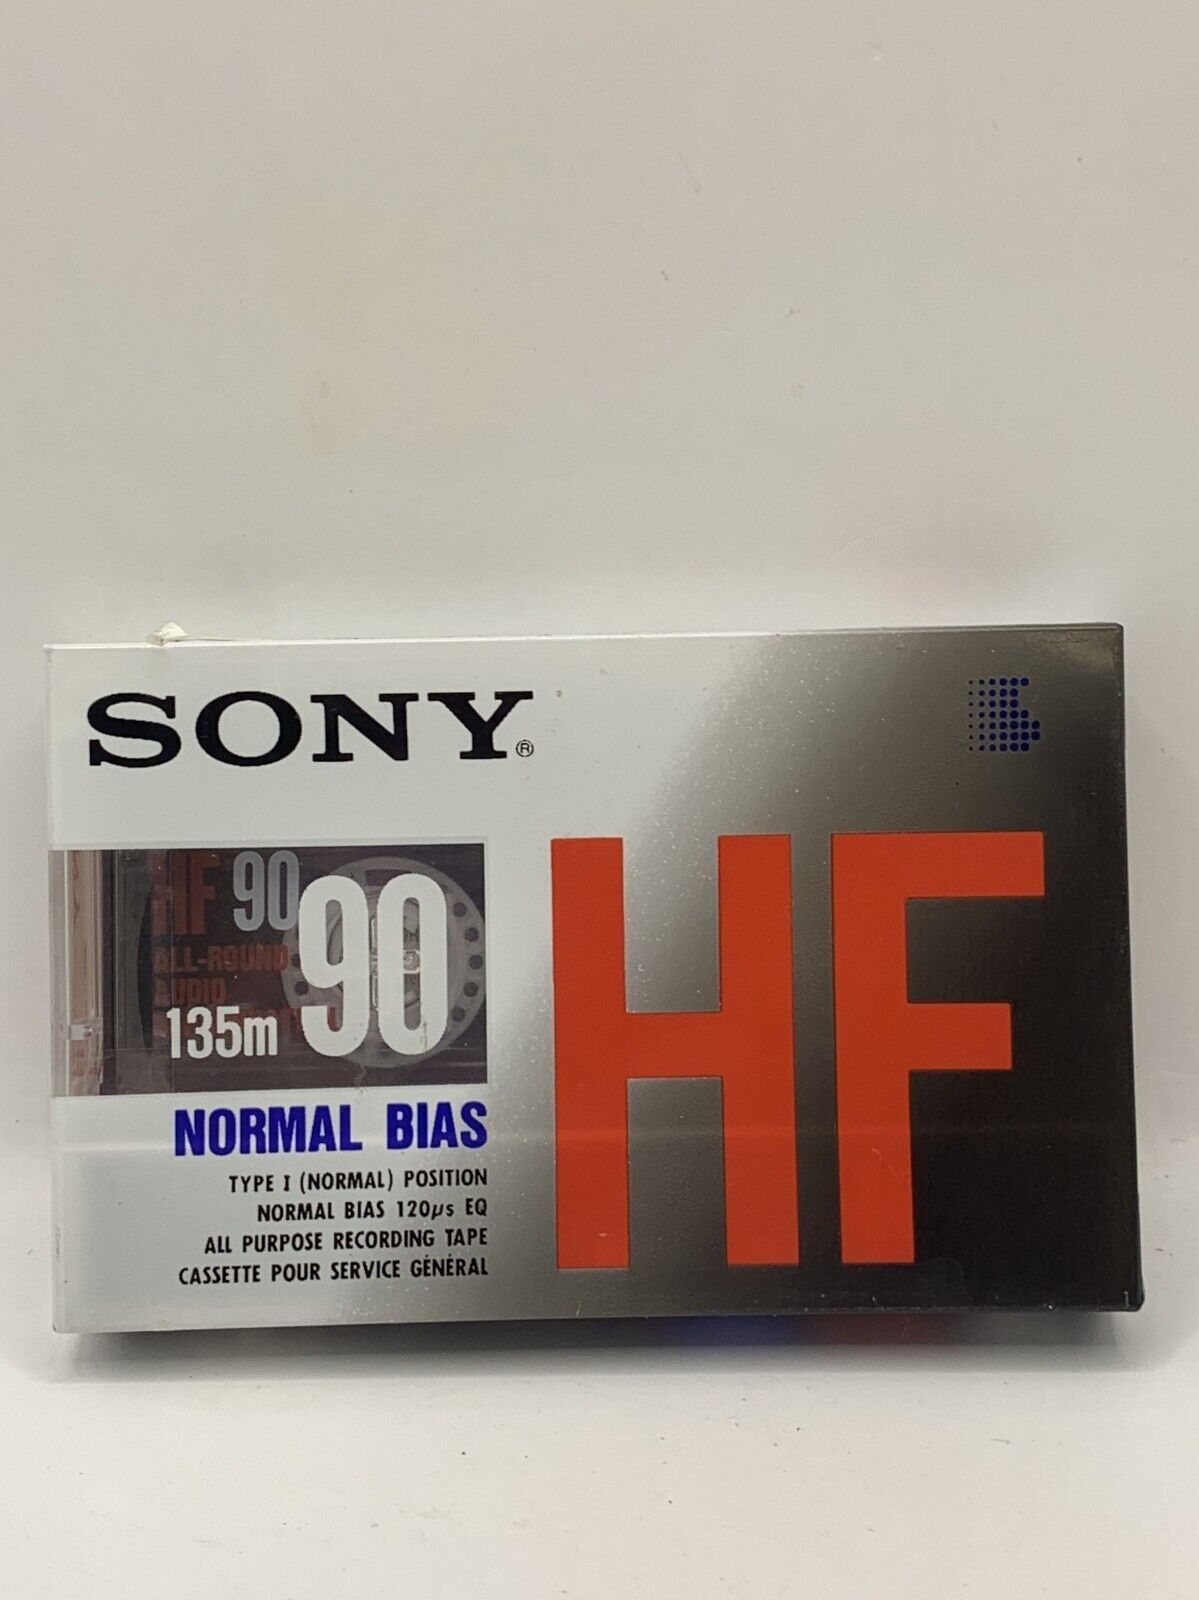 SONY®
HF 90
ALL-ROUND
AUDIO
135m 90
HF
NORMAL BIAS
TYPE I (NORMAL) POSITION
NORMAL BIAS 120μs EQ
ALL PURPOSE RECORDING TAPE
CASSETTE POUR SERVICE GÉNÉRAL